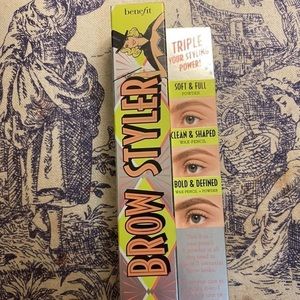 benefit
BROW STYLER
TRIPLE
YOUR STYLING
POWER!
SOFT & FULL
POWDER
CLEAN & SHAPED
WAX-PENCIL
BOLD & DEFINED
WAX-PENCIL + POWDER